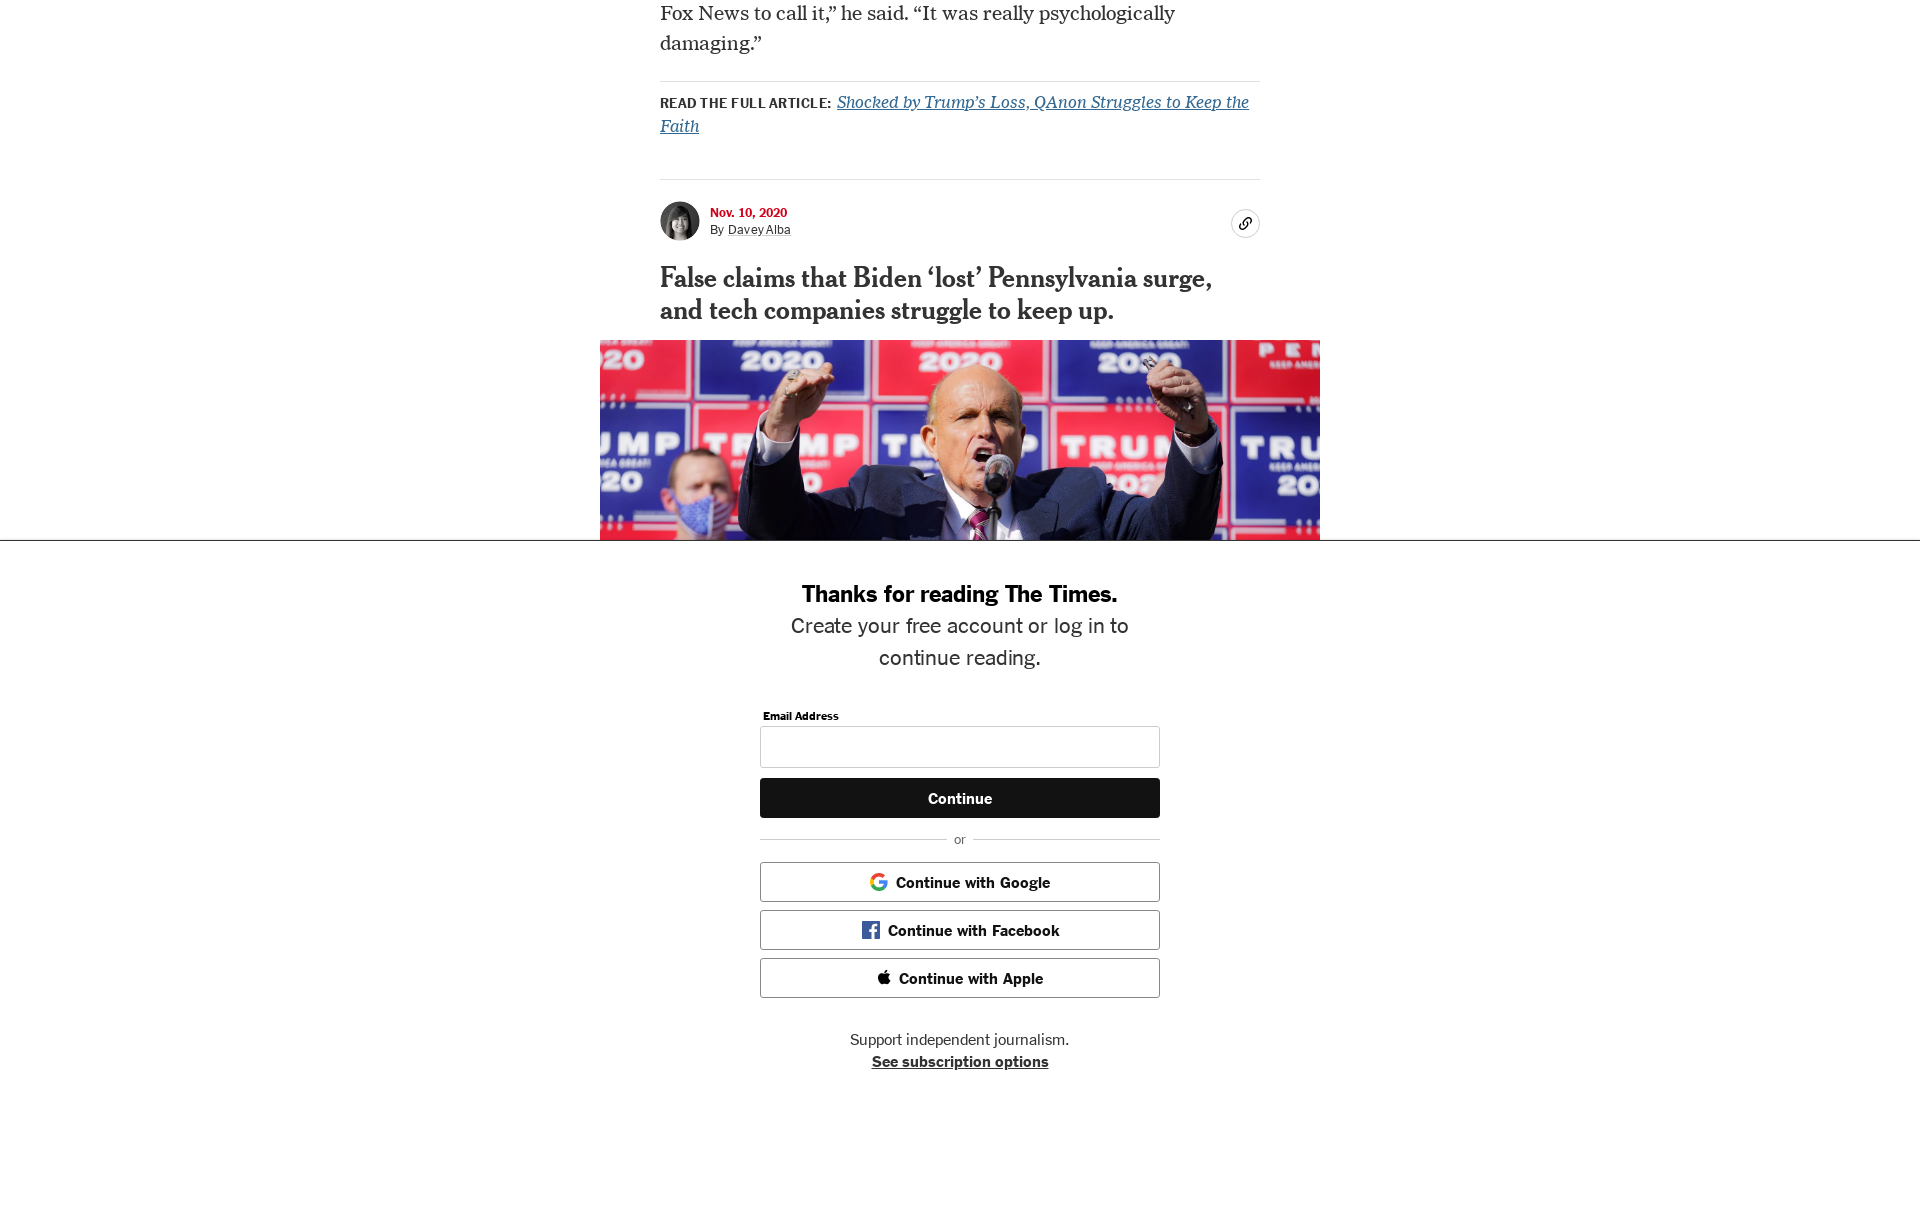 Fox News to call it,” he said. “It was really psychologically
damaging.”
READ THE FULL ARTICLE: Shocked by Trump’s Loss, QAnon Struggles to Keep the
Faith
Nov. 10, 2020
By Davey Alba
False claims that Biden ‘lost’ Pennsylvania surge,
and tech companies struggle to keep up.
KEEP AMERICA GREAT!
2020
2020
2020
2020
PEN
TRUMP
TRUMP
TRUMP
KEEP AMERICA GREAT!
2020
Thanks for reading The Times.
Create your free account or log in to
continue reading.
Email Address
Continue
or
Continue with Google
Continue with Facebook
Continue with Apple
Support independent journalism.
See subscription options